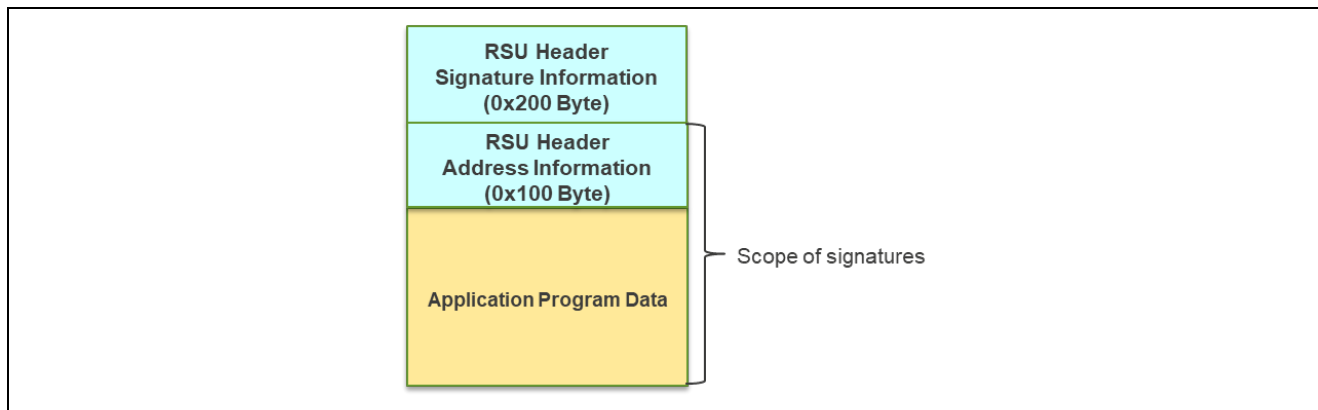 RSU Header
Signature Information
(0x200 Byte)
RSU Header
Address Information
(0x100 Byte)
Scope of signatures
Application Program Data